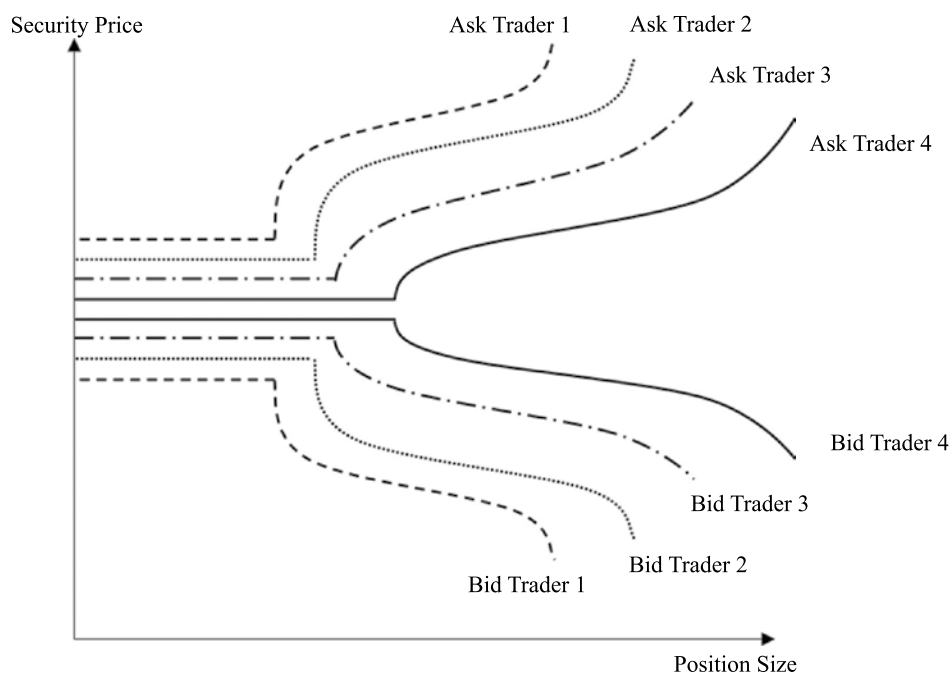 Security Price
Ask Trader 1
Ask Trader 2
Ask Trader 3
Ask Trader 4
Bid Trader 4
Bid Trader 3
Bid Trader 2
Bid Trader 1
Position Size